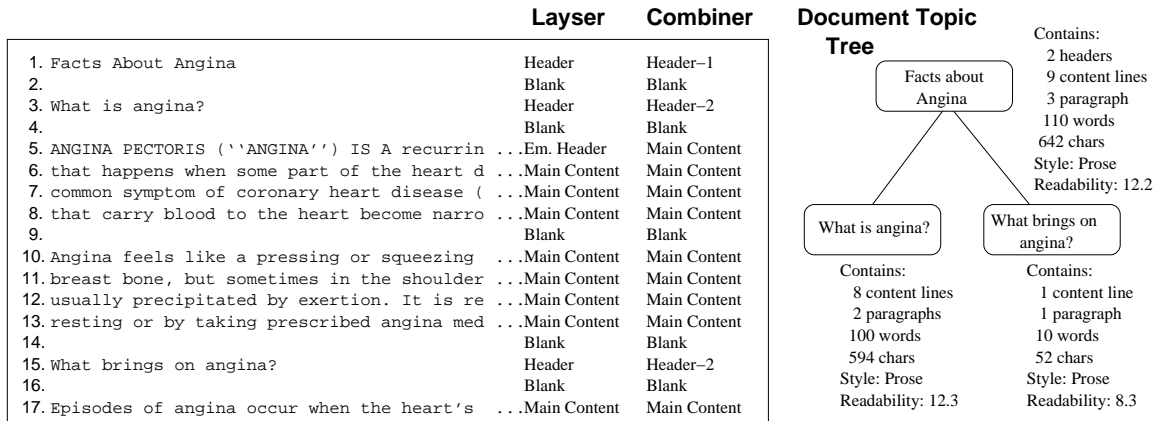 Layser Combiner
1. Facts About Angina Header Header−1
2. Blank Blank
3. What is angina? Header Header−2
4. Blank Blank
5. ANGINA PECTORIS (‘‘ANGINA’’) IS A recurrin ...Em. Header Main Content
6. that happens when some part of the heart d ...Main Content Main Content
7. common symptom of coronary heart disease ( ...Main Content Main Content
8. that carry blood to the heart become narro ...Main Content Main Content
9. Blank Blank
10. Angina feels like a pressing or squeezing ...Main Content Main Content
11. breast bone, but sometimes in the shoulder ...Main Content Main Content
12. usually precipitated by exertion. It is re ...Main Content Main Content
13. resting or by taking prescribed angina med ...Main Content Main Content
14. Blank Blank
15. What brings on angina? Header Header−2
16. Blank Blank
17. Episodes of angina occur when the heart's ...Main Content Main Content
Document Topic
Tree
Facts about
Angina
Contains:
2 headers
9 content lines
3 paragraph
110 words
642 chars
Style: Prose
Readability: 12.2
What is angina?
Contains:
8 content lines
2 paragraphs
100 words
594 chars
Style: Prose
Readability: 12.3
What brings on
angina?
Contains:
1 content line
1 paragraph
10 words
52 chars
Style: Prose
Readability: 8.3